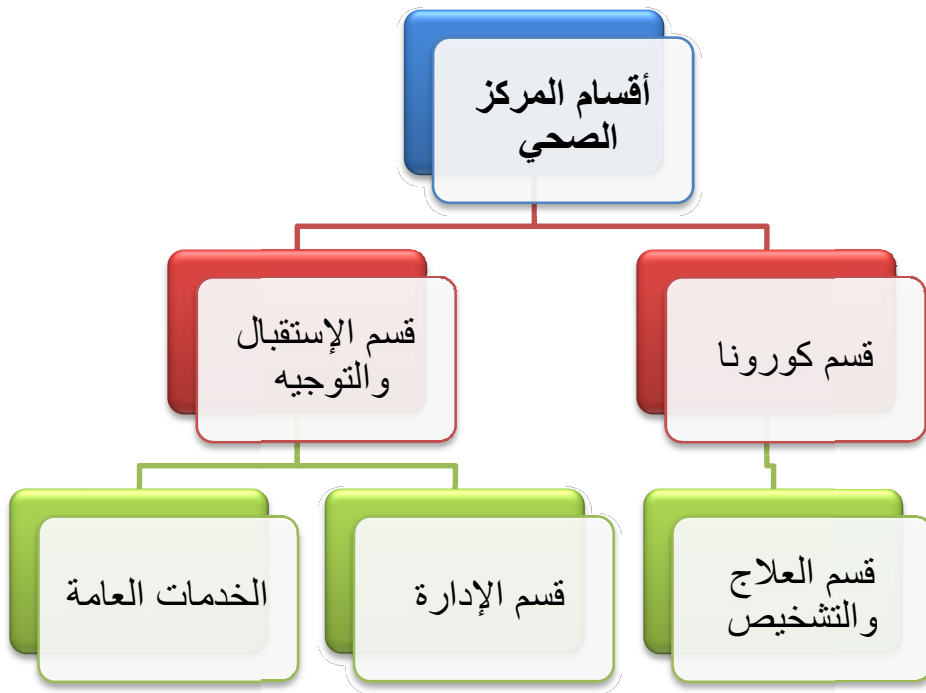 أقسام المركز
الصحي
قسم كورونا
قسم الإستقبال
والتوجيه
قسم العلاج
والتشخيص
قسم الإدارة
الخدمات العامة